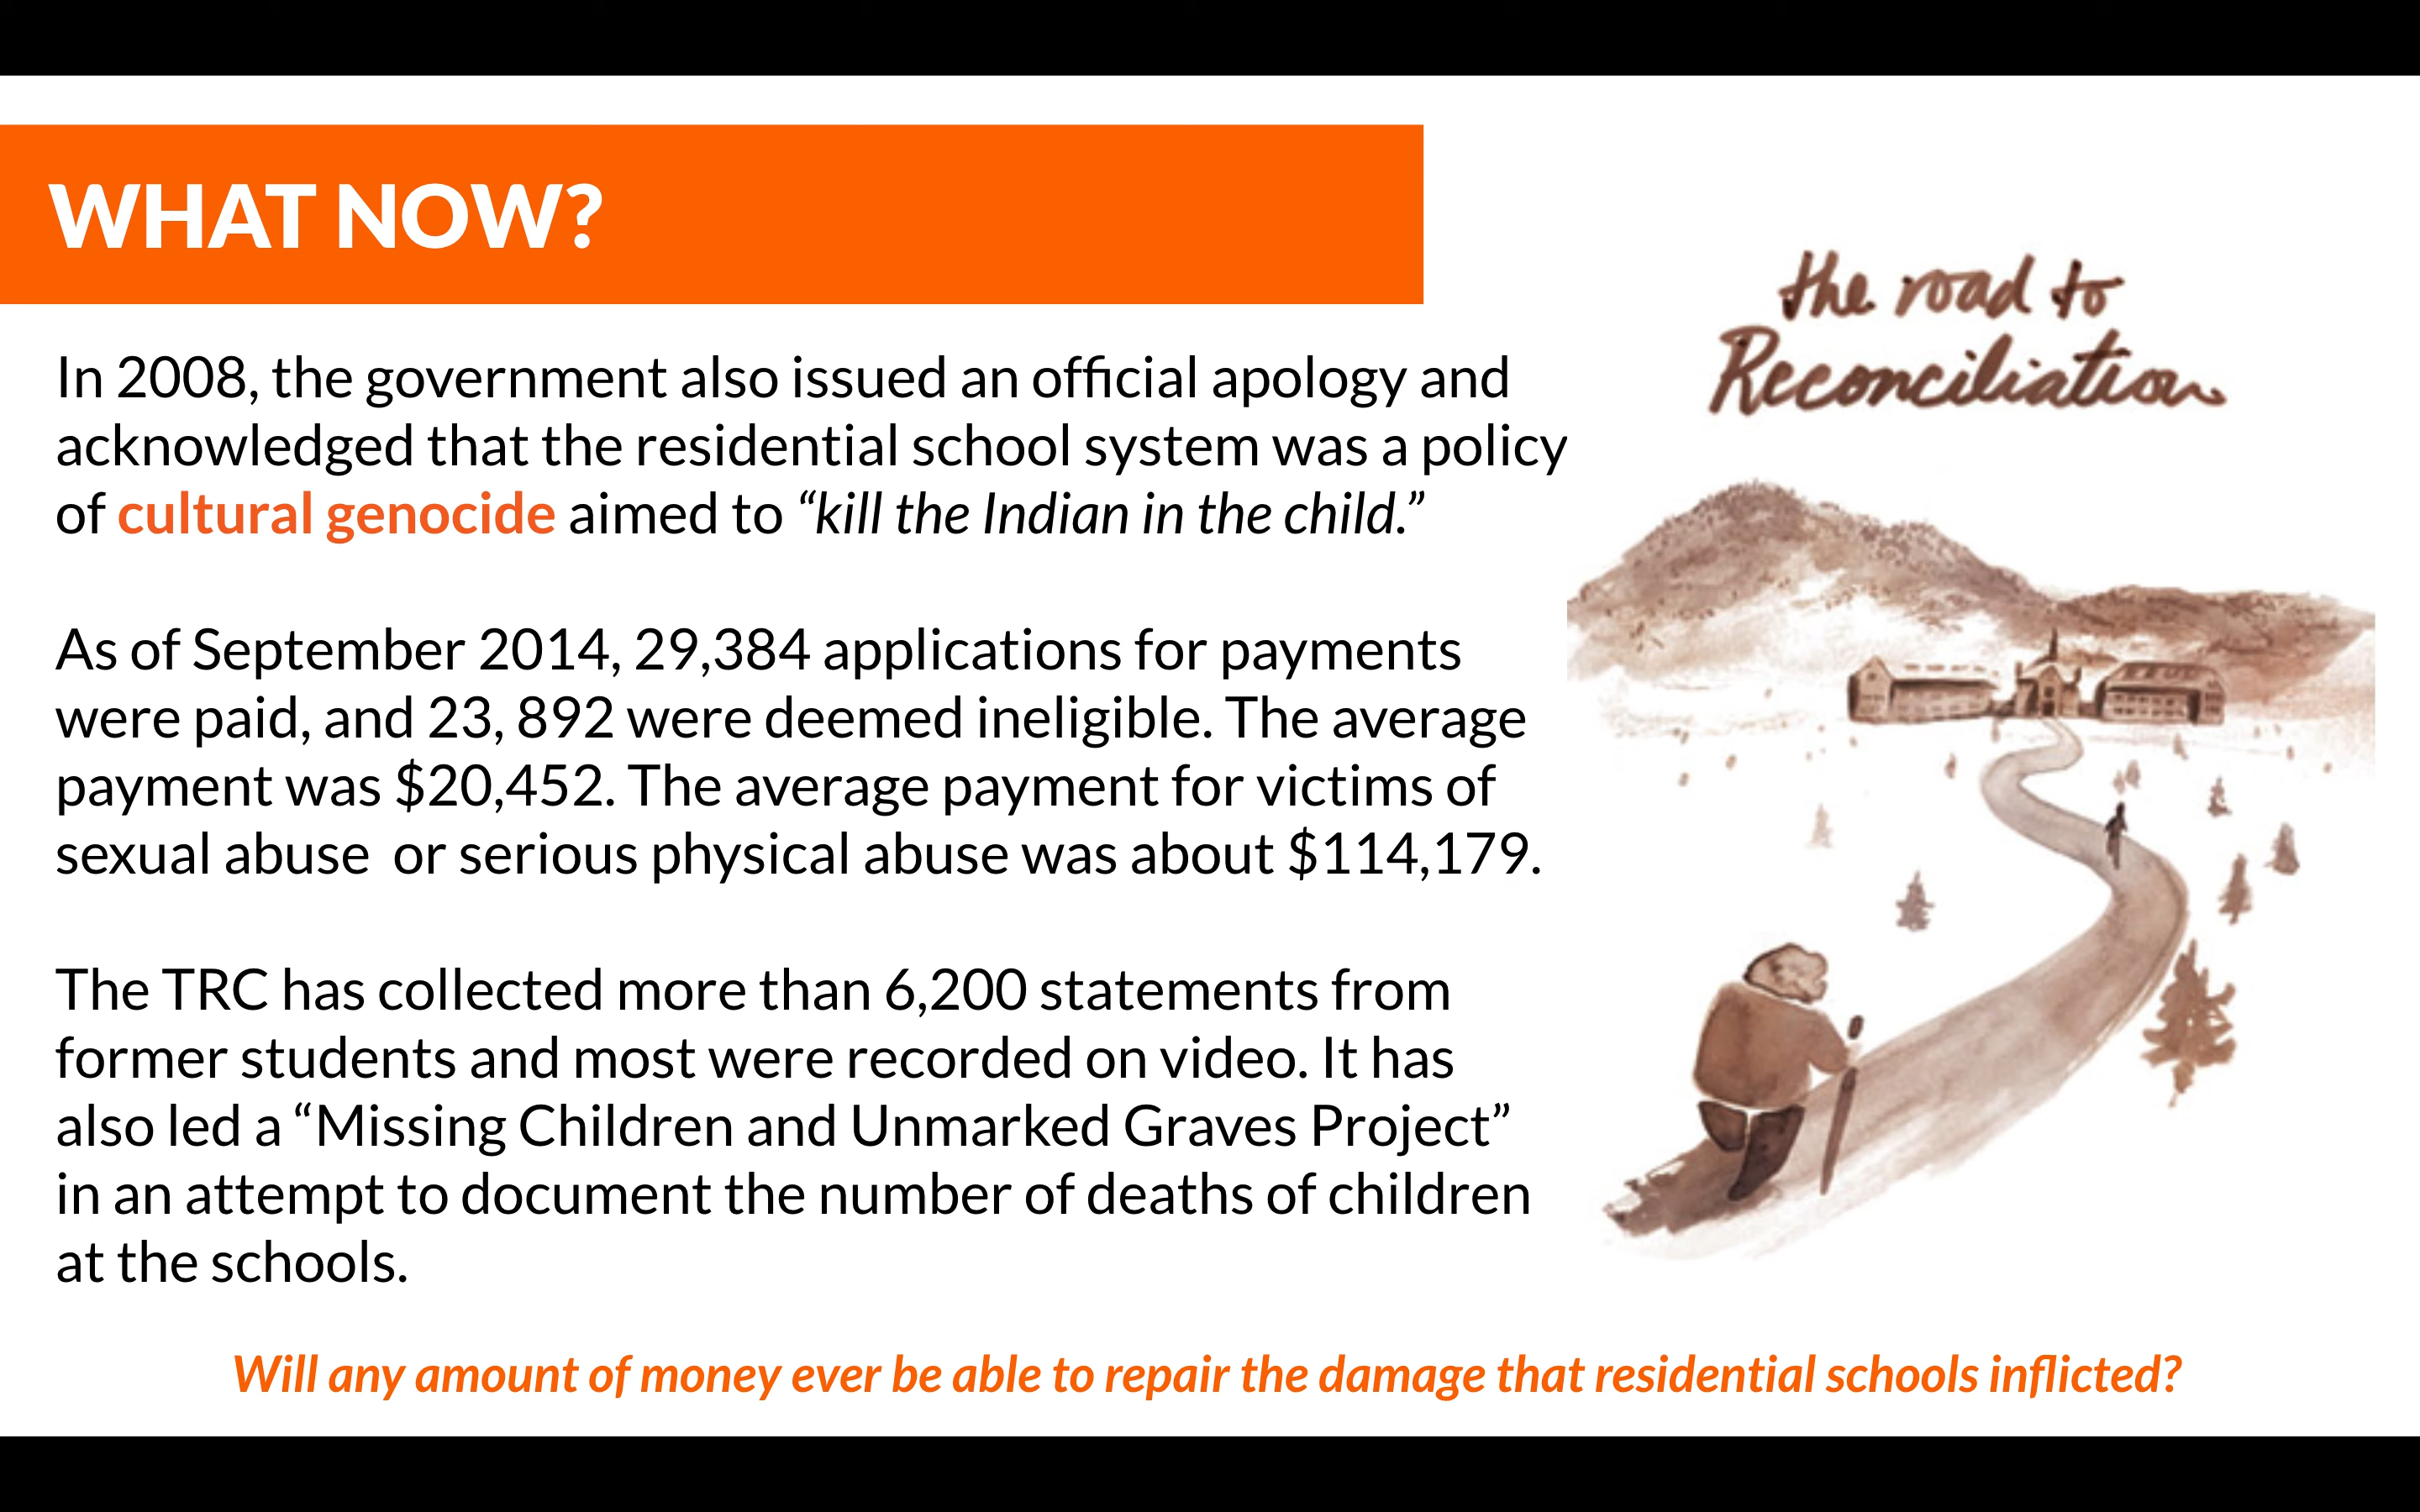 WHAT NOW?
the road to
Reconciliation
In 2008, the government also issued an official apology and
acknowledged that the residential school system was a policy
of cultural genocide aimed to “kill the Indian in the child.”
As of September 2014, 29,384 applications for payments
were paid, and 23, 892 were deemed ineligible. The average
payment was $20,452. The average payment for victims of
sexual abuse  or serious physical abuse was about $114,179.
The TRC has collected more than 6,200 statements from
former students and most were recorded on video. It has
also led a “Missing Children and Unmarked Graves Project”
in an attempt to document the number of deaths of children
at the schools.
Will any amount of money ever be able to repair the damage that residential schools inflicted?